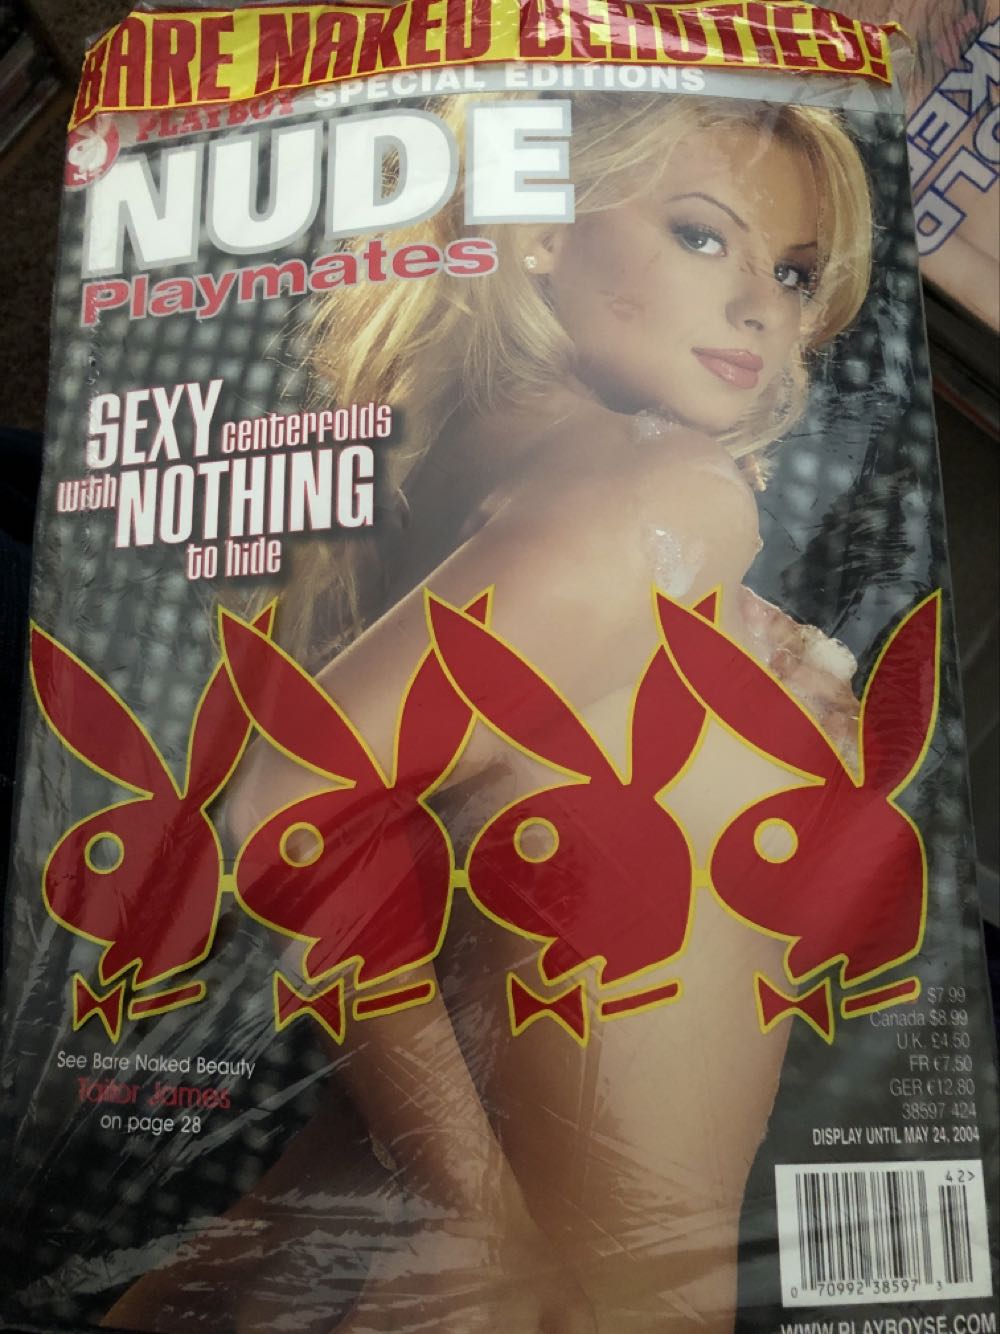 BARE NAKED BEAUTIES!
PLAYBOY SPECIAL EDITIONS
NUDE
Playmates
SEXY centerfolds
with NOTHING
to hide
See Bare Naked Beauty
Tailor James
on page 28
$7.99
Canada $8.99
U.K. £4.50
FR €7.50
GER €12.80
38597 424
DISPLAY UNTIL MAY 24, 2004
42>
0 70992 38597 3
WWW.PLAYBOYSE.COM